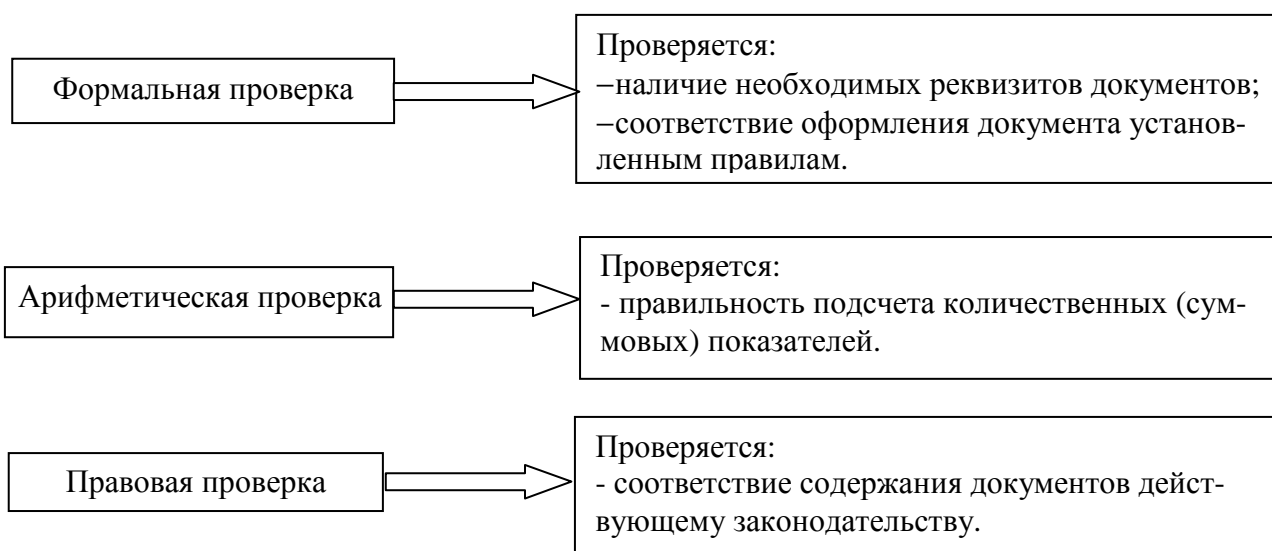 Формальная проверка
Проверяется:
−наличие необходимых реквизитов документов;
−соответствие оформления документа установ-
ленным правилам.
Арифметическая проверка
Проверяется:
- правильность подсчета количественных (сум-
мовых) показателей.
Правовая проверка
Проверяется:
- соответствие содержания документов дейст-
вующему законодательству.